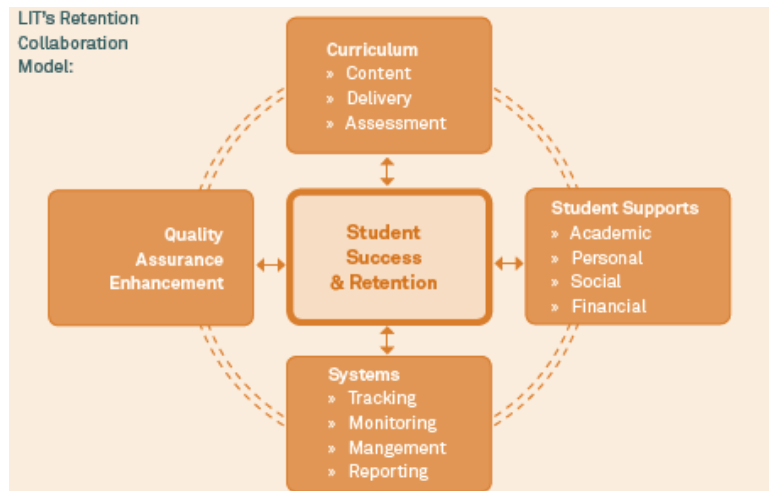 LIT's Retention
Collaboration
Model:
Curriculum
» Content
» Delivery
» Assessment
Quality
Assurance
Enhancement
Student
Success
& Retention
Student Supports
» Academic
» Personal
» Social
» Financial
Systems
» Tracking
» Monitoring
» Mangement
» Reporting